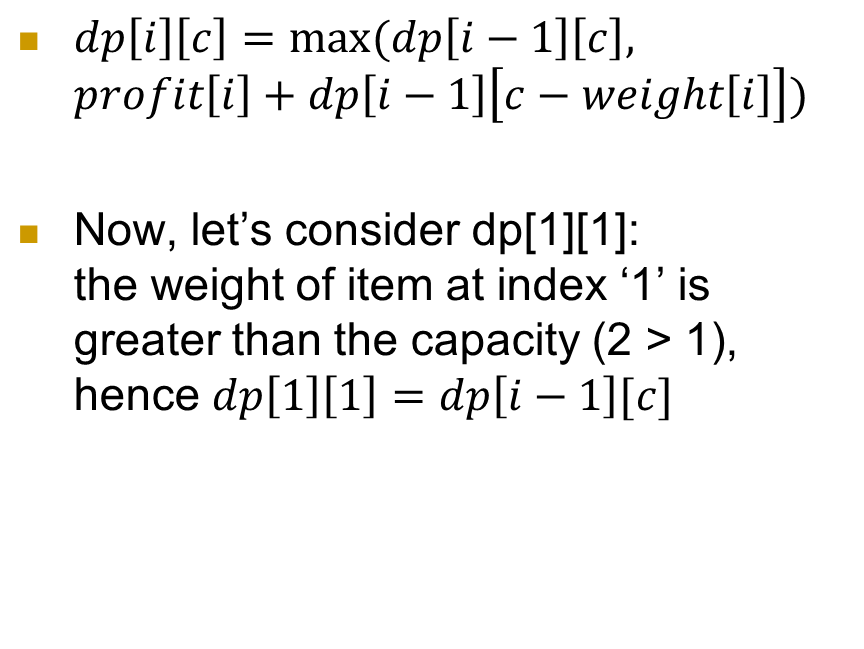 ■ 𝑑𝑝[𝑖][𝑐] = max(𝑑𝑝[𝑖 − 1][𝑐],
𝑝𝑟𝑜𝑓𝑖𝑡[𝑖] + 𝑑𝑝[𝑖 − 1][𝑐 − 𝑤𝑒𝑖𝑔ℎ𝑡[𝑖]])
■ Now, let’s consider dp[1][1]:
the weight of item at index ‘1’ is
greater than the capacity (2 > 1),
hence 𝑑𝑝[1][1] = 𝑑𝑝[𝑖 − 1][𝑐]